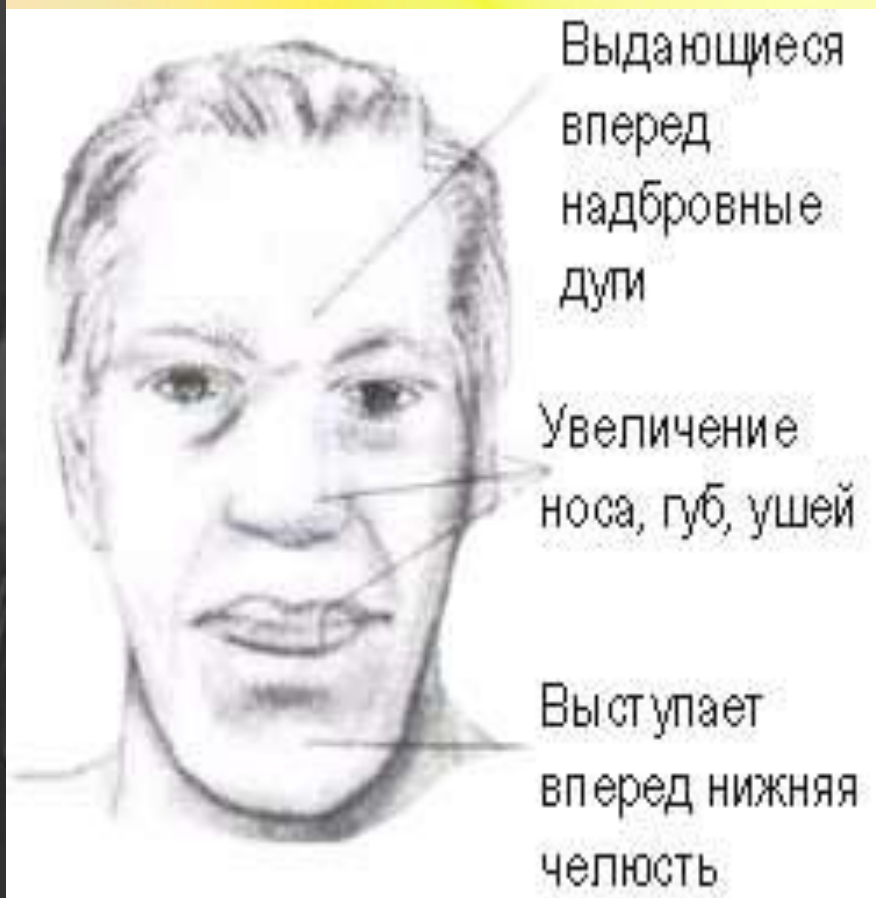 Выдающиеся
вперед
надбровные
дуги
Увеличение
носа, губ, ушей
Выступает
вперед нижняя
челюсть